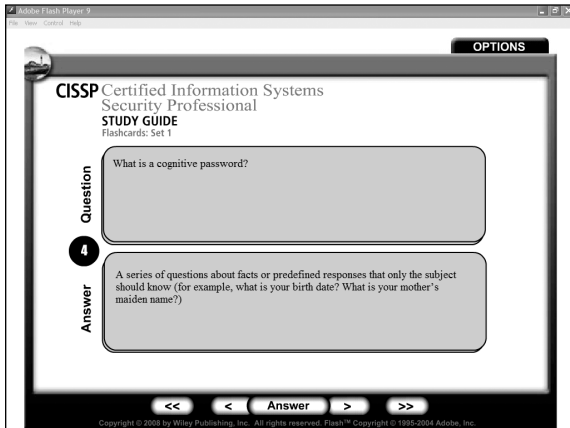 Adobe Flash Player 9
File View Control Help
OPTIONS
CISSP Certified Information Systems
Security Professional
STUDY GUIDE
Flashcards: Set 1
Question
What is a cognitive password?
4
Answer
A series of questions about facts or predefined responses that only the subject
should know (for example, what is your birth date? What is your mother's
maiden name?)
<< < Answer > >>
Copyright © 2008 by Wiley Publishing, Inc. All rights reserved. Flash™ Copyright © 1995-2004 Adobe, Inc.